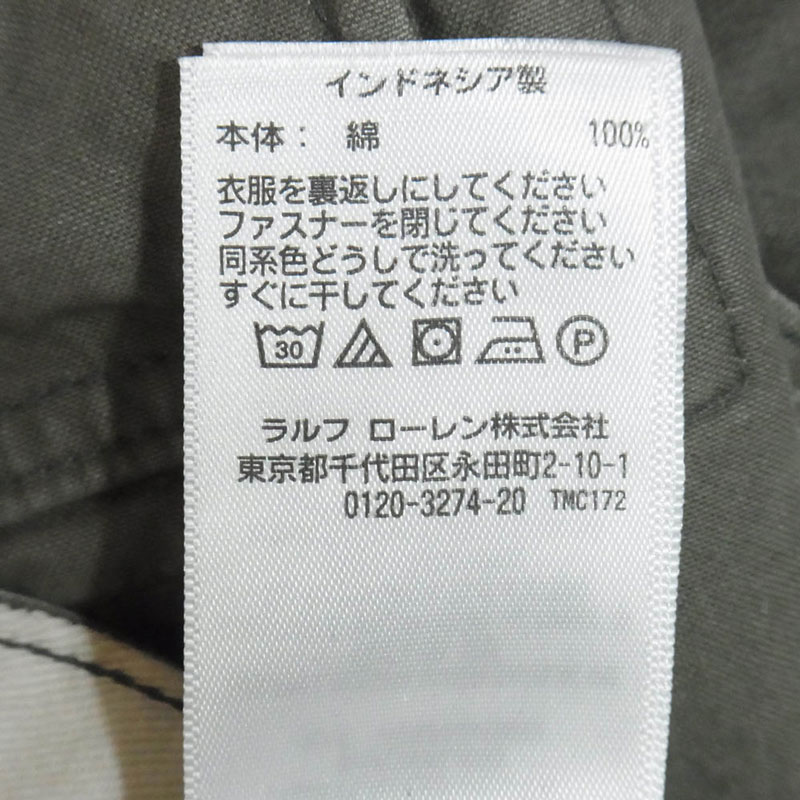 インドネシア製
本体： 綿 100%
衣服を裏返しにしてください
ファスナーを閉じてください
同系色どうしで洗ってください
すぐに干してください
30 P
ラルフ ローレン株式会社
東京都千代田区永田町2-10-1
0120-3274-20 TMC172